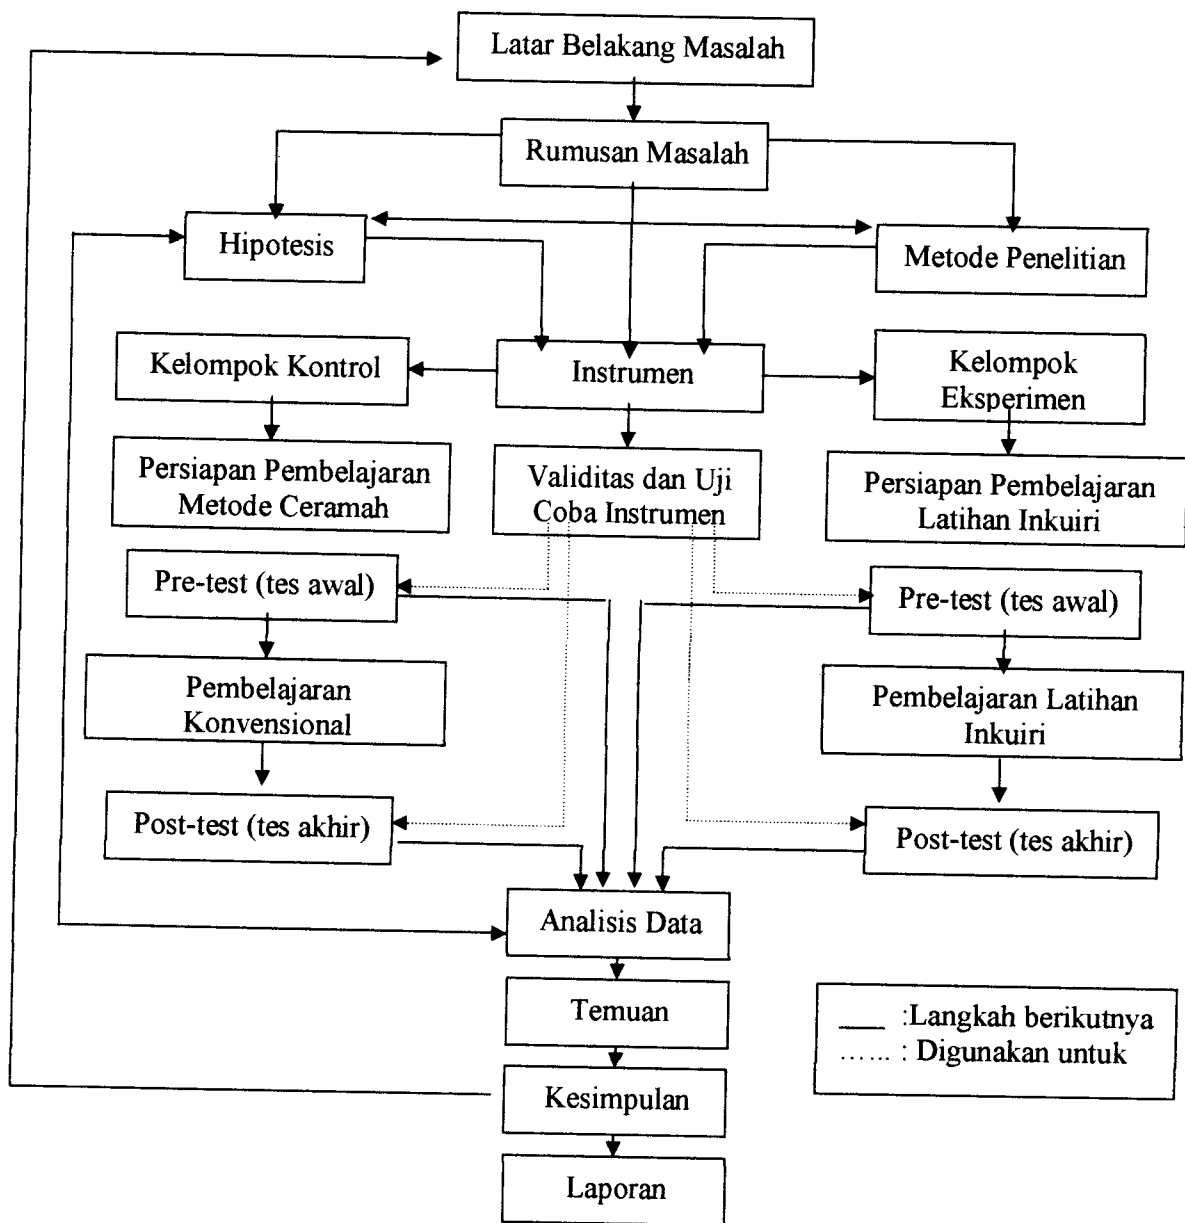 Latar Belakang Masalah
Rumusan Masalah
Hipotesis
Metode Penelitian
Kelompok Kontrol
Instrumen
Kelompok
Eksperimen
Persiapan Pembelajaran
Metode Ceramah
Validitas dan Uji
Coba Instrumen
Persiapan Pembelajaran
Latihan Inkuiri
Pre-test (tes awal)
Pre-test (tes awal)
Pembelajaran
Konvensional
Pembelajaran Latihan
Inkuiri
Post-test (tes akhir)
Post-test (tes akhir)
Analisis Data
Temuan
Kesimpulan
Laporan
___ :Langkah berikutnya
…... : Digunakan untuk